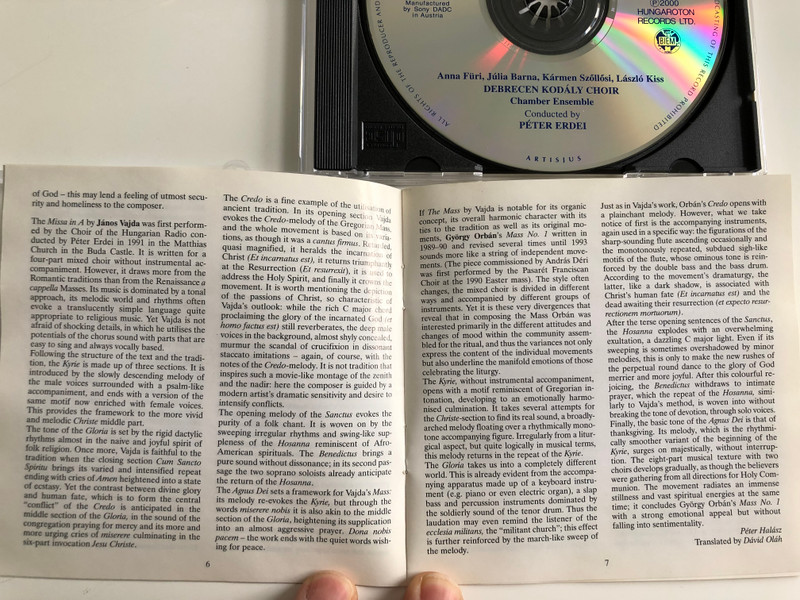 Manufactured
by Sony DADC
in Austria
℗2000
HUNGAROTON
RECORDS LTD.
ALL RIGHTS OF THE PRODUCER AND
CASTING OF THIS RECORD PROHIBITED
Anna Füri, Júlia Barna, Kármen Szőllősi, László Kiss
DEBRECEN KODÁLY CHOIR
Chamber Ensemble
Conducted by
PÉTER ERDEI
ARTISJUS
of God – this may lend a feeling of utmost secu-
rity and homeliness to the composer.
The Missa in A by János Vajda was first perform-
ed by the Choir of the Hungarian Radio con-
ducted by Péter Erdei in 1991 in the Matthias
Church in the Buda Castle. It is written for a
four-part mixed choir without instrumental ac-
companiment. However, it draws more from the
Romantic traditions than from the Renaissance a
cappella Masses. Its music is dominated by a tonal
approach, its melodic world and rhythms often
evoke a translucently simple language quite
appropriate to religious music. Yet Vajda is not
afraid of shocking details, in which he utilises the
potentials of the chorus sound with parts that are
easy to sing and always vocally based.
Following the structure of the text and the tradi-
tion, the Kyrie is made up of three sections. It is
introduced by the slowly descending melody of
the male voices surrounded with a psalm-like
accompaniment, and ends with a version of the
same motif now enriched with female voices.
This provides the framework to the more vivid
and melodic Christe middle part.
The tone of the Gloria is set by the rigid dactylic
rhythms almost in the naive and joyful spirit of
folk religion. Once more, Vajda is faithful to the
tradition when the closing section Cum Sancto
Spiritu brings its varied and intensified repeat
ending with cries of Amen heightened into a state
of ecstasy. Yet the contrast between divine glory
and human fate, which is to form the central
“conflict” of the Credo is anticipated in the
middle section of the Gloria, in the sound of the
congregation praying for mercy and its more and
more urging cries of miserere culminating in the
six-part invocation Jesu Christe.
The Credo is a fine example of the utilisation of
ancient tradition. In its opening section Vajda
evokes the Credo-melody of the Gregorian Mass,
and the whole movement is based on its varia-
tions, as though it was a cantus firmus. Retarded,
quasi magnified, it heralds the incarnation of
Christ (Et incarnatus est), it returns triumphantly
at the Resurrection (Et resurrexit), it is used to
address the Holy Spirit, and finally it crowns the
movement. It is worth mentioning the depiction
of the passions of Christ, so characteristic of
Vajda's outlook: while the rich C major chord
proclaiming the glory of the incarnated God (et
homo factus est) still reverberates, the deep male
voices in the background, almost shyly concealed,
murmur the scandal of crucifixion in dissonant
staccato imitations – again, of course, with the
notes of the Credo-melody. It is not tradition that
inspires such a movie-like montage of the zenith
and the nadir: here the composer is guided by a
modern artist's dramatic sensitivity and desire to
intensify conflicts.
The opening melody of the Sanctus evokes the
purity of a folk chant. It is woven on by the
sweeping irregular rhythms and swing-like sup-
plenness of the Hosanna reminiscent of Afro-
American spirituals. The Benedictus brings a
pure sound without dissonance; in its second pas-
sage the two soprano soloists already anticipate
the return of the Hosanna.
The Agnus Dei sets a framework for Vajda's Mass:
its melody evokes the Kyrie, but through the
words miserere nobis it is also akin to the middle
section of the Gloria, heightening its supplication
into an almost aggressive prayer. Dona nobis
pacem – the work ends with the quiet words wish-
ing for peace.
6
If The Mass by Vajda is notable for its organic
concept, its overall harmonic character with its
ties to the tradition as well as its original mo-
ments, György Orbán's Mass No. 1 written in
1989–90 and revised several times until 1993
sounds more like a string of independent move-
ments. (The piece commissioned by András Déri
was first performed by the Pasarét Franciscan
Choir at the 1990 Easter mass). The style often
changes, the mixed choir is divided in different
ways and accompanied by different groups of
instruments. Yet it is these very divergences that
reveal that in composing the Mass Orbán was
interested primarily in the different attitudes and
changes of mood within the community assem-
bled for the ritual, and thus the variances not only
express the content of the individual movements
but also underline the manifold emotions of those
celebrating the liturgy.
The Kyrie, without instrumental accompaniment,
opens with a motif reminiscent of Gregorian in-
tonation, developing to an emotionally harmo-
nised culmination. It takes several attempts for
the Christe-section to find its real sound, a broadly-
arched melody floating over a rhythmically mono-
tone accompanying figure. Irregularly from a litur-
gical aspect, but quite logically in musical terms,
this melody returns in the repeat of the Kyrie.
The Gloria takes us into a completely different
world. This is already evident from the accompa-
nying apparatus made up of a keyboard instru-
ment (e.g. piano or even electric organ), a slap
bass and percussion instruments dominated by
the soldierly sound of the tenor drum. Thus the
laudation may even remind the listener of the
ecclesia militans, the “militant church”; this effect
is further reinforced by the march-like sweep of
the melody.
Just as in Vajda's work, Orbán's Credo opens with
a plainchant melody. However, what we take
notice of first is the accompanying instruments,
again used in a specific way: the figurations of the
sharp-sounding flute ascending occasionally and
the monotonously repeated, subdued sigh-like
motifs of the flute, whose ominous tone is rein-
forced by the double bass and the bass drum.
According to the movement's dramaturgy, the
latter, like a dark shadow, is associated with
Christ's human fate (Et incarnatus est) and the
dead awaiting their resurrection (et expecto resur-
rectionem mortuorum).
After the terse opening sentences of the Sanctus,
the Hosanna explodes with an overwhelming
exultation, a dazzling C major light. Even if its
sweeping is sometimes overshadowed by minor
melodies, this is only to make the new rushes of
the perpetual round dance to the glory of God
merrier and more joyful. After this colourful re-
joicing, the Benedictus withdraws to intimate
prayer, which the repeat of the Hosanna, simi-
larly to Vajda's method, is woven into without
breaking the tone of devotion, through solo voices.
Finally, the basic tone of the Agnus Dei is that of
thanksgiving. Its melody, which is the rhythmi-
cally smoother variant of the beginning of the
Kyrie, surges on majestically, without interrup-
tion. The eight-part musical texture with two
choirs develops gradually, as though the believers
were gathering from all directions for Holy Com-
munion. The movement radiates an immense
stillness and vast spiritual energies at the same
time; it concludes György Orbán's Mass No. 1
with a strong emotional appeal but without
falling into sentimentality.
Péter Halász
Translated by Dávid Oláh
7